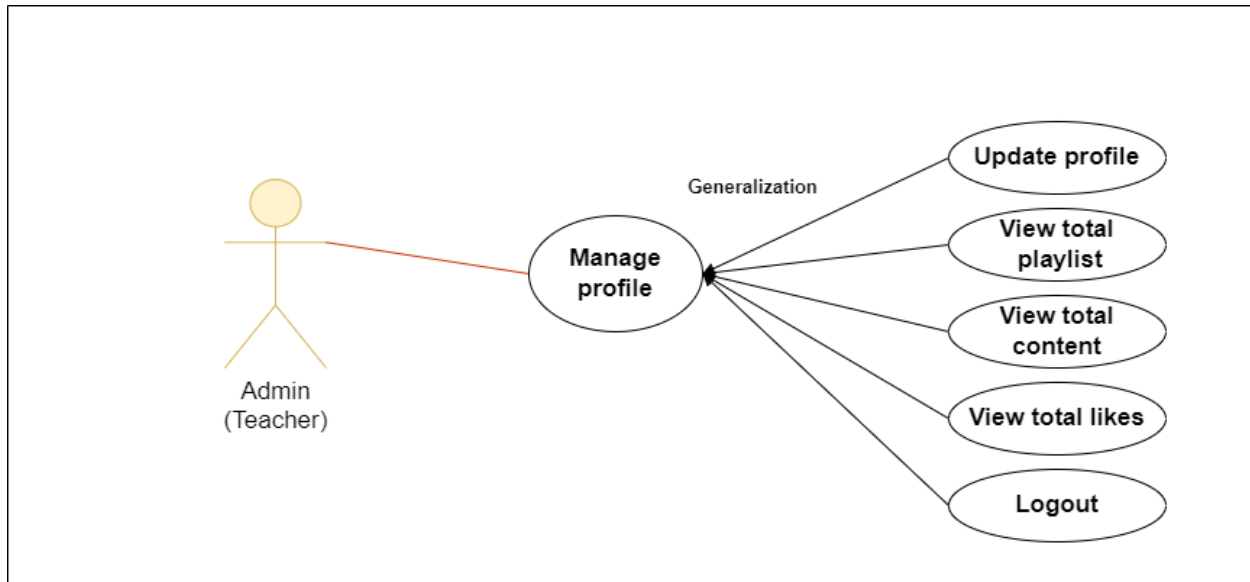 Update profile
Generalization
View total
playlist
Manage
profile
View total
content
Admin
(Teacher)
View total likes
Logout